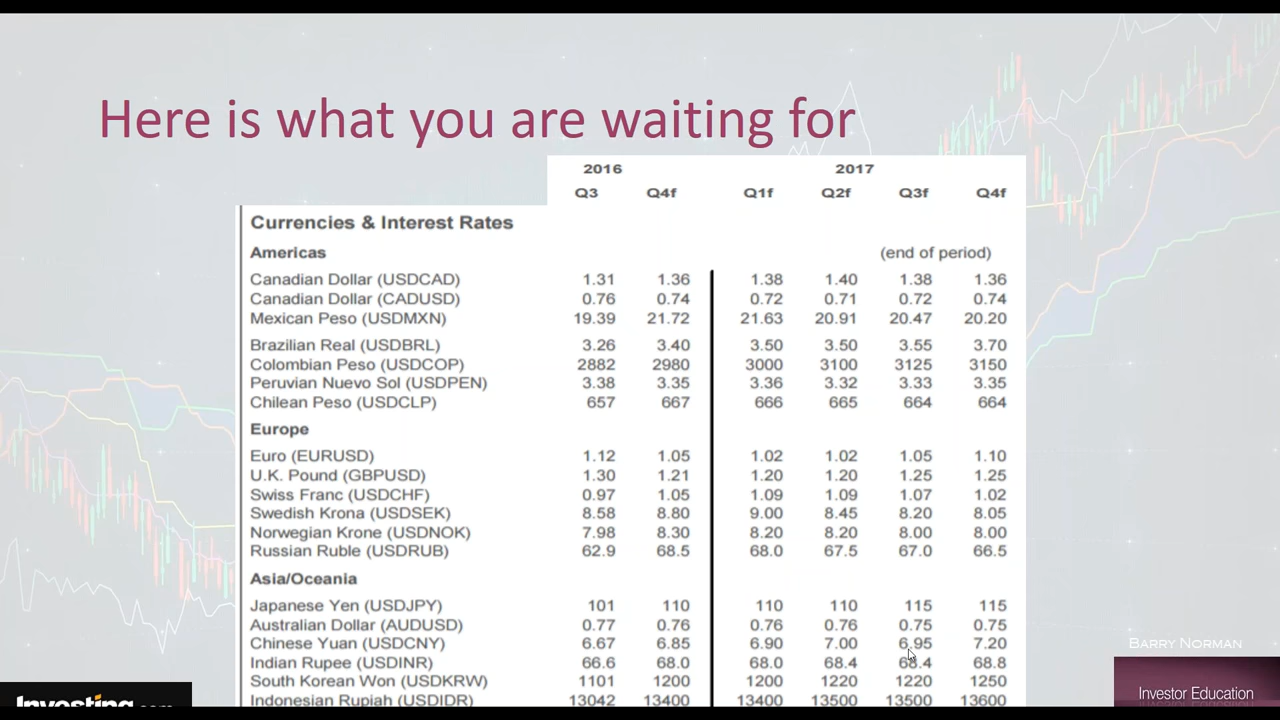 Here is what you are waiting for
2016 2017
Q3 Q4f Q1f Q2f Q3f Q4f
Currencies & Interest Rates
Americas (end of period)
Canadian Dollar (USDCAD) 1.31 1.36 1.38 1.40 1.38 1.36
Canadian Dollar (CADUSD) 0.76 0.74 0.72 0.71 0.72 0.74
Mexican Peso (USDMXN) 19.39 21.72 21.63 20.91 20.47 20.20
Brazilian Real (USDBRL) 3.26 3.40 3.50 3.50 3.55 3.70
Colombian Peso (USDCOP) 2882 2980 3000 3100 3125 3150
Peruvian Nuevo Sol (USDPEN) 3.38 3.35 3.36 3.32 3.33 3.35
Chilean Peso (USDCLP) 657 667 666 665 664 664
Europe
Euro (EURUSD) 1.12 1.05 1.02 1.02 1.05 1.10
U.K. Pound (GBPUSD) 1.30 1.21 1.20 1.20 1.25 1.25
Swiss Franc (USDCHF) 0.97 1.05 1.09 1.09 1.07 1.02
Swedish Krona (USDSEK) 8.58 8.80 9.00 8.45 8.20 8.05
Norwegian Krone (USDNOK) 7.98 8.30 8.20 8.20 8.00 8.00
Russian Ruble (USDRUB) 62.9 68.5 68.0 67.5 67.0 66.5
Asia/Oceania
Japanese Yen (USDJPY) 101 110 110 110 115 115
Australian Dollar (AUDUSD) 0.77 0.76 0.76 0.76 0.75 0.75
Chinese Yuan (USDCNY) 6.67 6.85 6.90 7.00 6.95 7.20
Indian Rupee (USDINR) 66.6 68.0 68.0 68.4 68.4 68.8
South Korean Won (USDKRW) 1101 1200 1200 1220 1220 1250
Indonesian Rupiah (USDIDR) 13042 13400 13400 13500 13500 13600
BARRY NORMAN
Investing.com
Investor Education